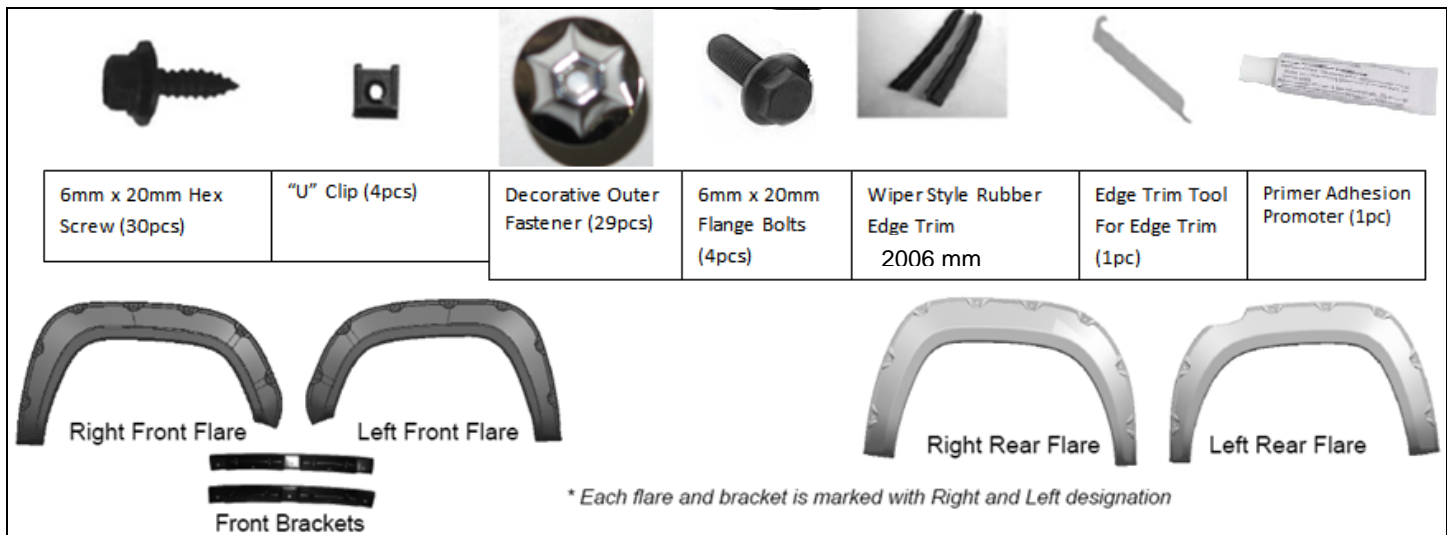 6mm x 20mm Hex
Screw (30pcs)
“U” Clip (4pcs)
Decorative Outer
Fastener (29pcs)
6mm x 20mm
Flange Bolts
(4pcs)
Wiper Style Rubber
Edge Trim
2006 mm
Edge Trim Tool
For Edge Trim
(1pc)
Primer Adhesion
Promoter (1pc)
Right Front Flare
Left Front Flare
Right Rear Flare
Left Rear Flare
Front Brackets
* Each flare and bracket is marked with Right and Left designation